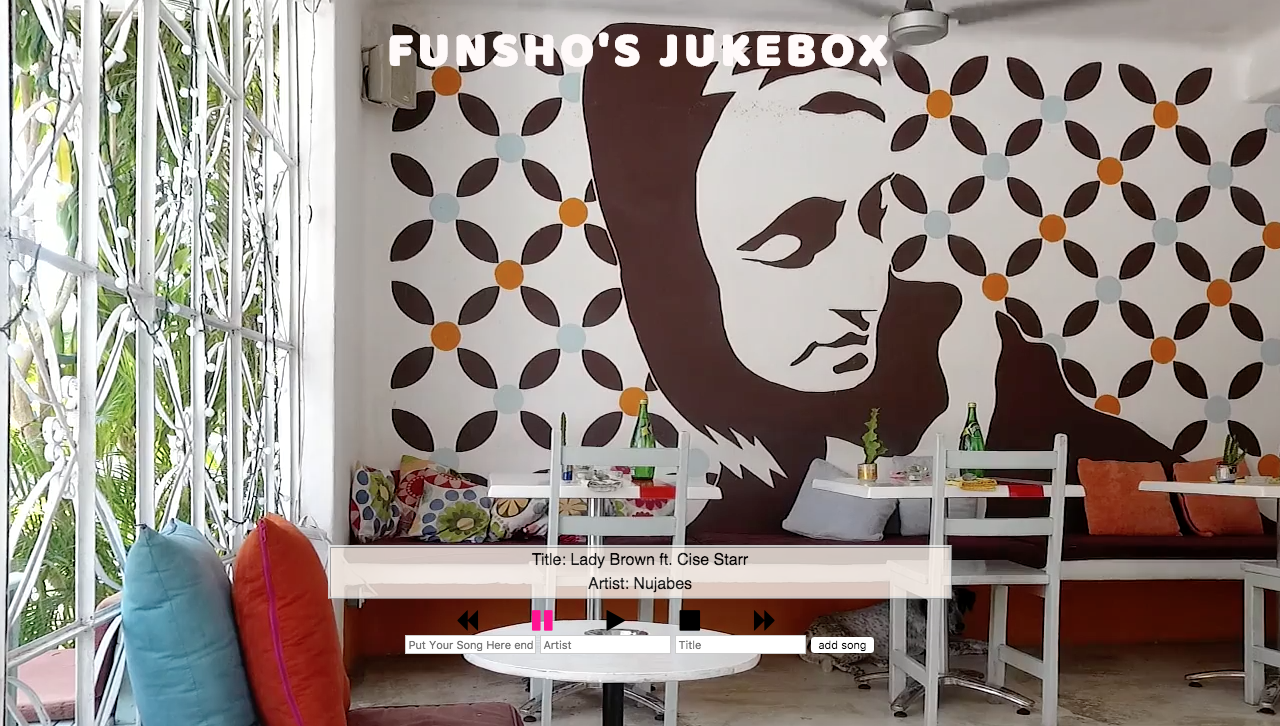 FUNSHO'S JUKEBOX
Title: Lady Brown ft. Cise Starr
Artist: Nujabes
Put Your Song Here end
Artist
Title
add song